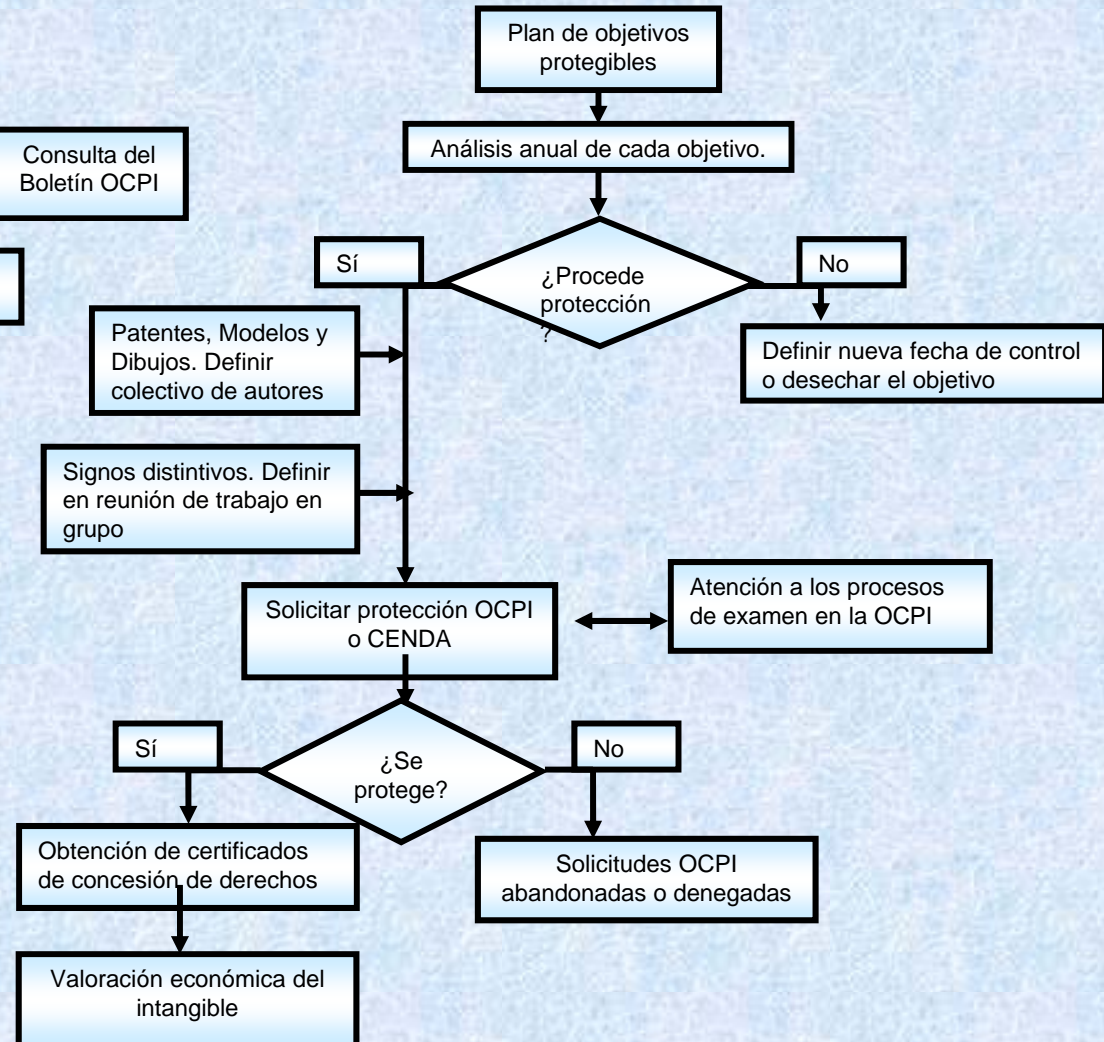 Plan de objetivos
protegibles
Consulta del
Boletín OCPI
Análisis anual de cada objetivo.
Sí
¿Procede
protección
?
No
Patentes, Modelos y
Dibujos. Definir
colectivo de autores
Definir nueva fecha de control
o desechar el objetivo
Signos distintivos. Definir
en reunión de trabajo en
grupo
Solicitar protección OCPI
o CENDA
Atención a los procesos
de examen en la OCPI
Sí
¿Se
protege?
No
Obtención de certificados
de concesión de derechos
Solicitudes OCPI
abandonadas o denegadas
Valoración económica del
intangible